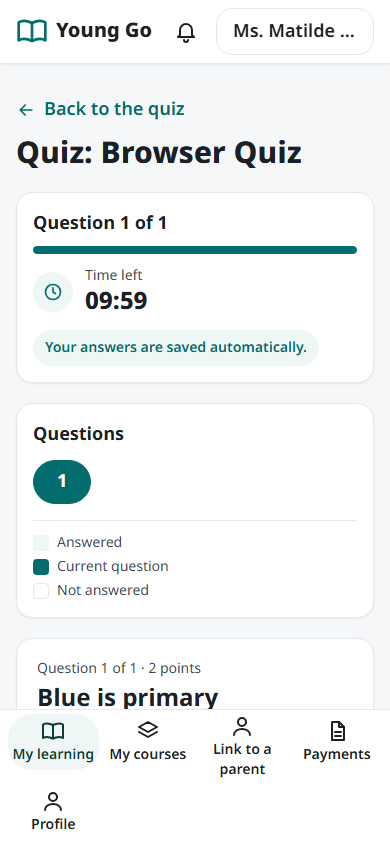 Young Go
Ms. Matilde ...
Back to the quiz
Quiz: Browser Quiz
Question 1 of 1
Time left
09:59
Your answers are saved automatically.
Questions
1
Answered
Current question
Not answered
Question 1 of 1 · 2 points
Blue is primary
My learning
My courses
Link to a
parent
Payments
Profile